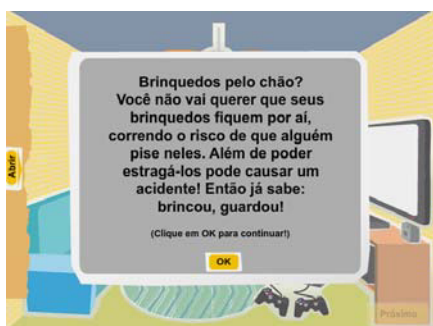 Brinquedos pelo chão?
Você não vai querer que seus
brinquedos fiquem por aí,
correndo o risco de que alguém
pise neles. Além de poder
estragá-los pode causar um
acidente! Então já sabe:
brincou, guardou!
(Clique em OK para continuar!)
OK
Abrir
Próximo